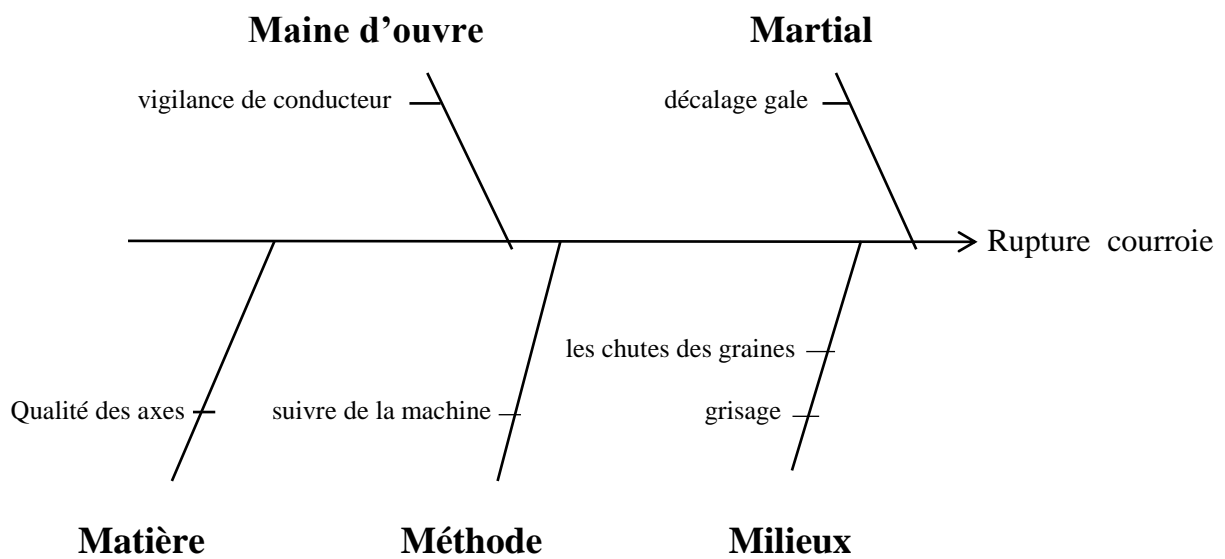 Maine d’ouvre
Martial
vigilance de conducteur
décalage gale
Rupture courroie
les chutes des graines
Qualité des axes
suivre de la machine
grisage
Matière
Méthode
Milieux